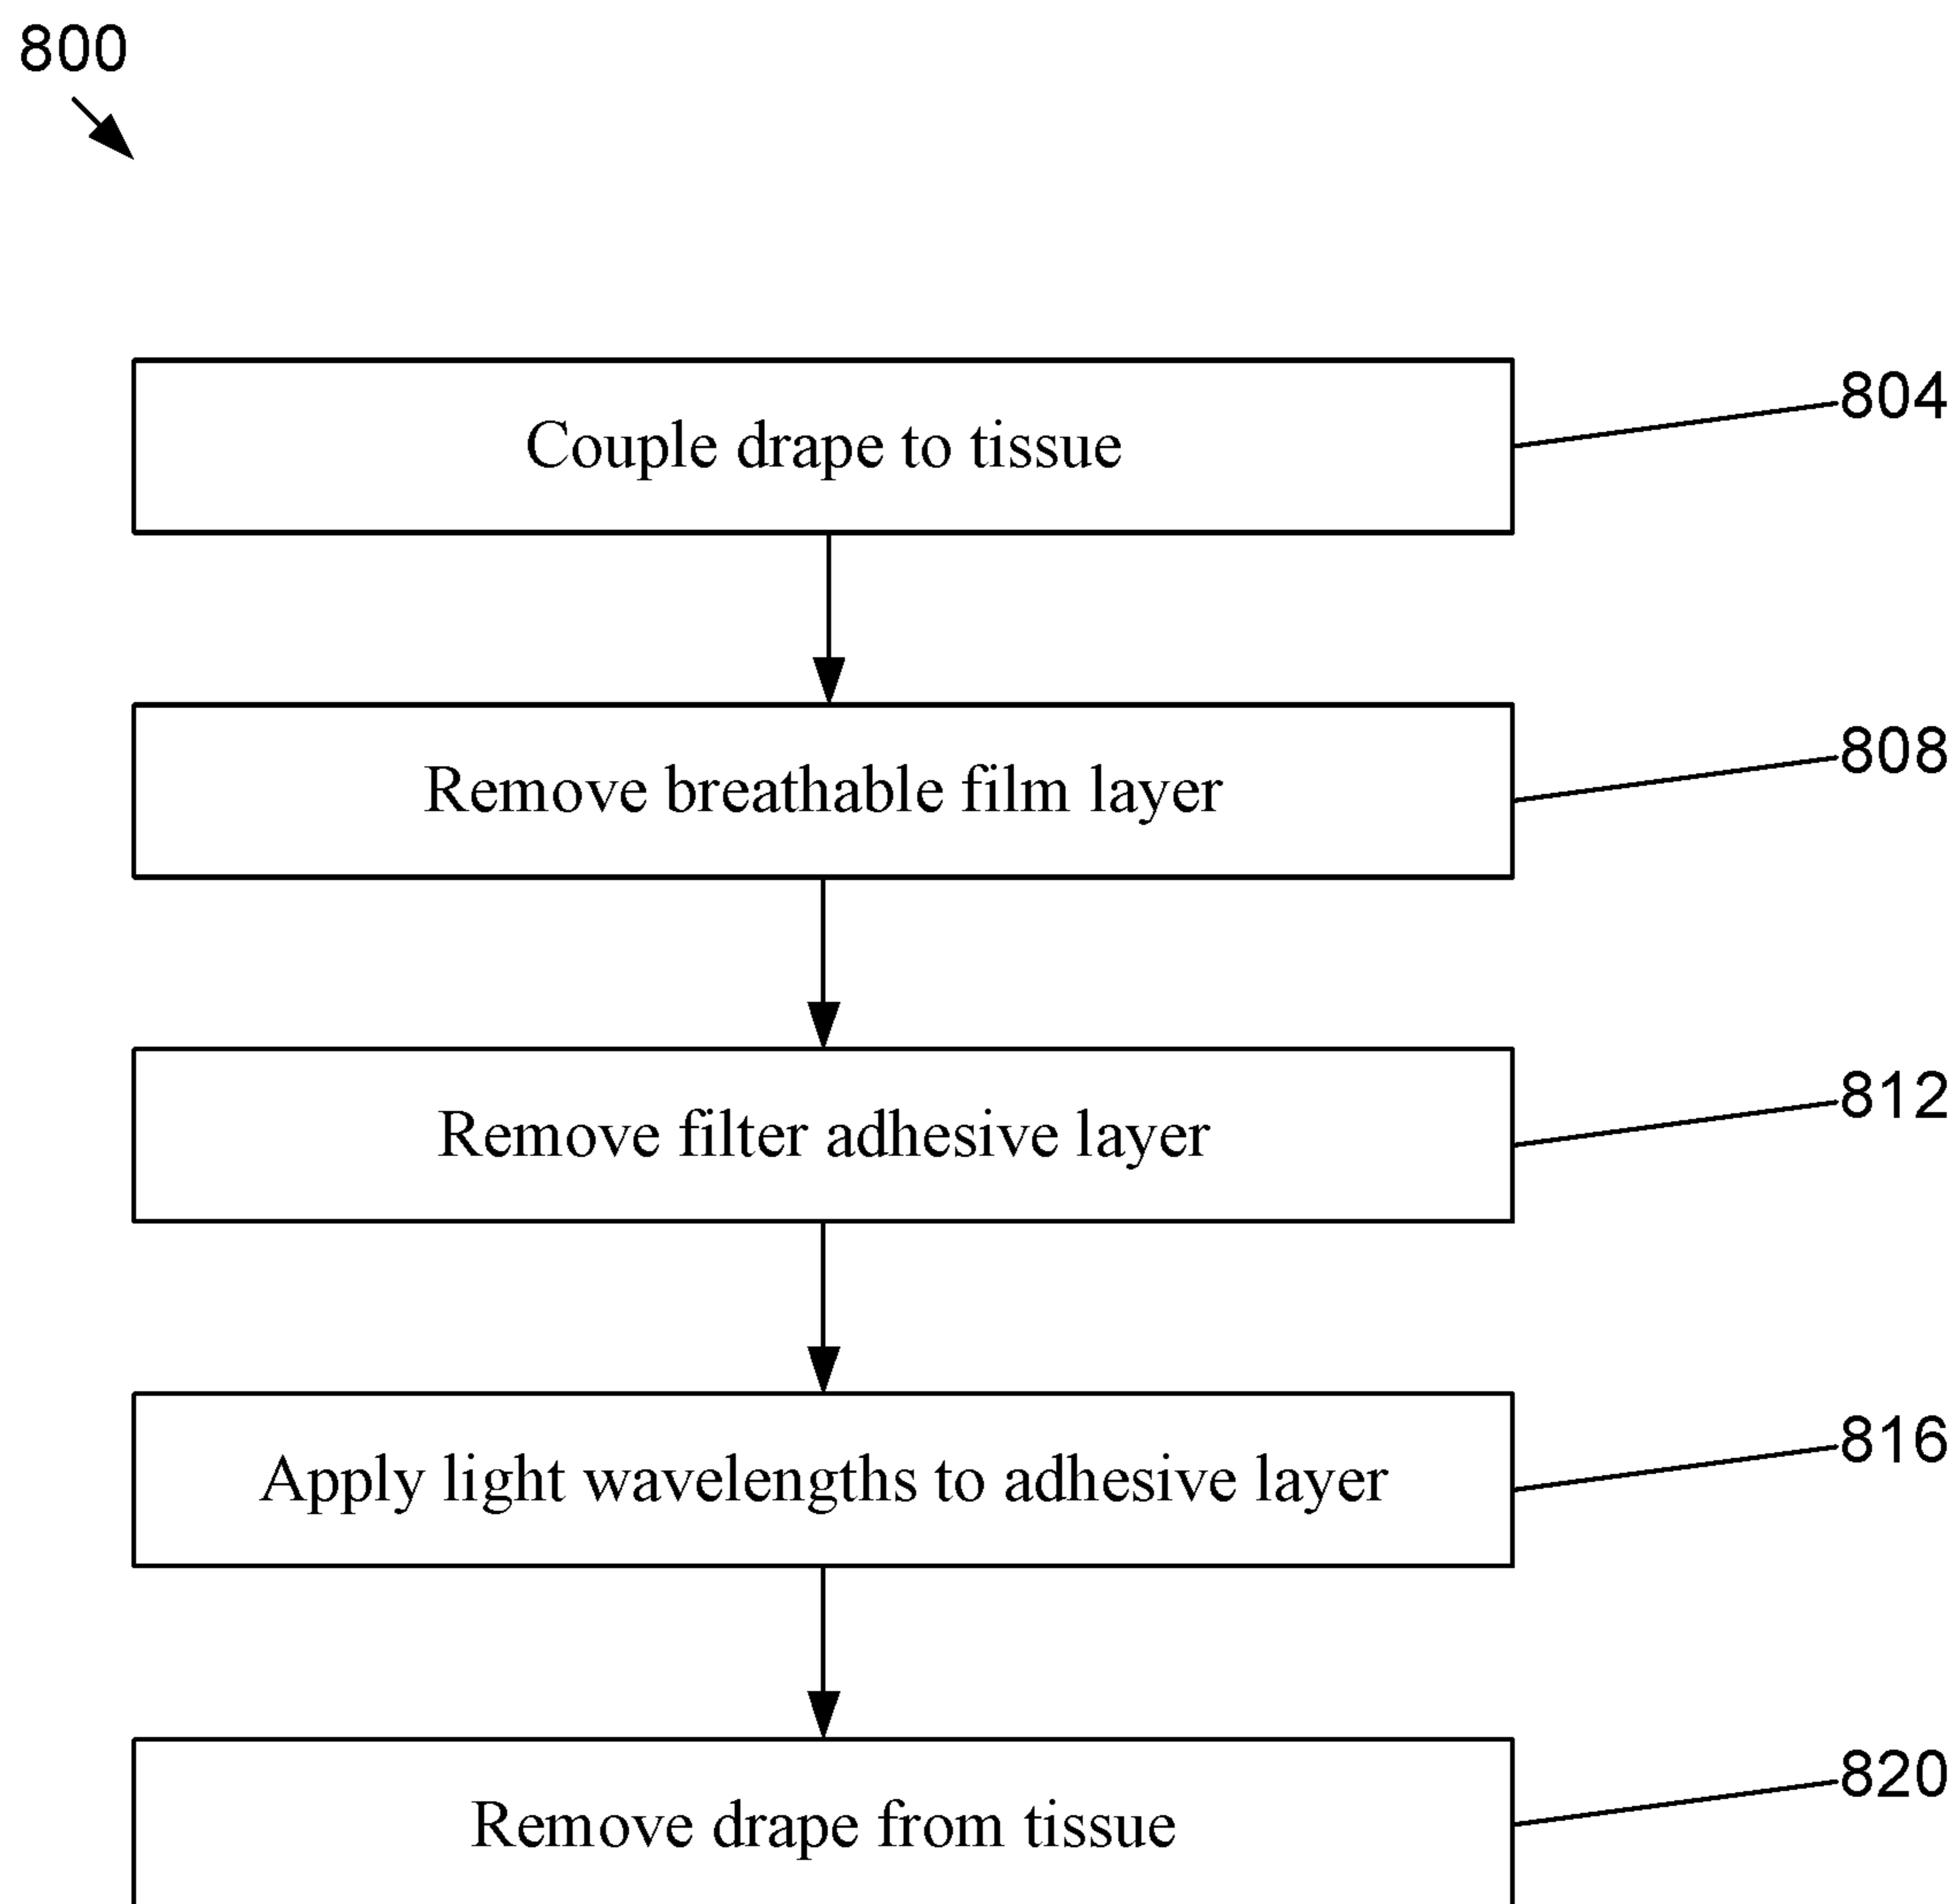 800
Couple drape to tissue
804
Remove breathable film layer
808
Remove filter adhesive layer
812
Apply light wavelengths to adhesive layer
816
Remove drape from tissue
820